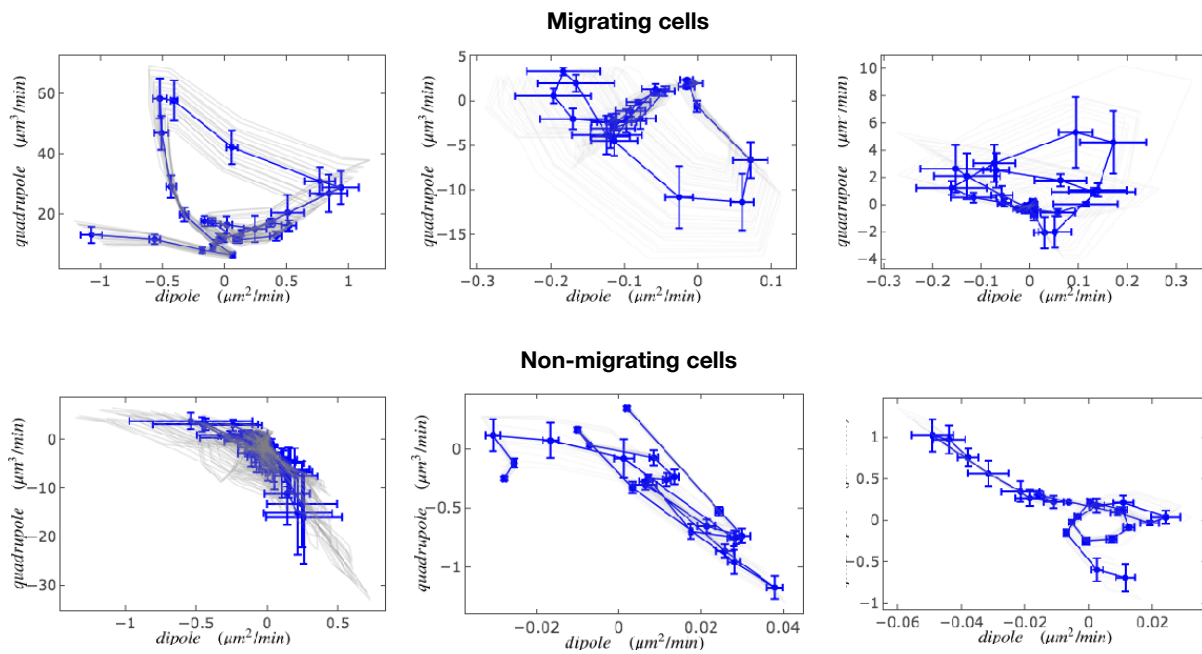 Migrating cells
quadrupole (μm³/min)
60
40
20
−1 −0.5 0 0.5 1
dipole (μm²/min)
quadrupole (μm³/min)
5
0
−5
−10
−15
−0.3 −0.2 −0.1 0 0.1
dipole (μm²/min)
quadrupole
10
8
6
4
2
0
−2
−4
−0.3 −0.2 −0.1 0 0.1 0.2 0.3
dipole (μm²/min)
Non-migrating cells
quadrupole (μm³/min)
0
−10
−20
−30
−1 −0.5 0 0.5
dipole (μm²/min)
quadrupole (μm³/min)
0
−0.5
−1
−0.02 0 0.02 0.04
dipole (μm²/min)
1
0.5
0
−0.5
−1
−0.06 −0.04 −0.02 0 0.02
dipole (μm²/min)